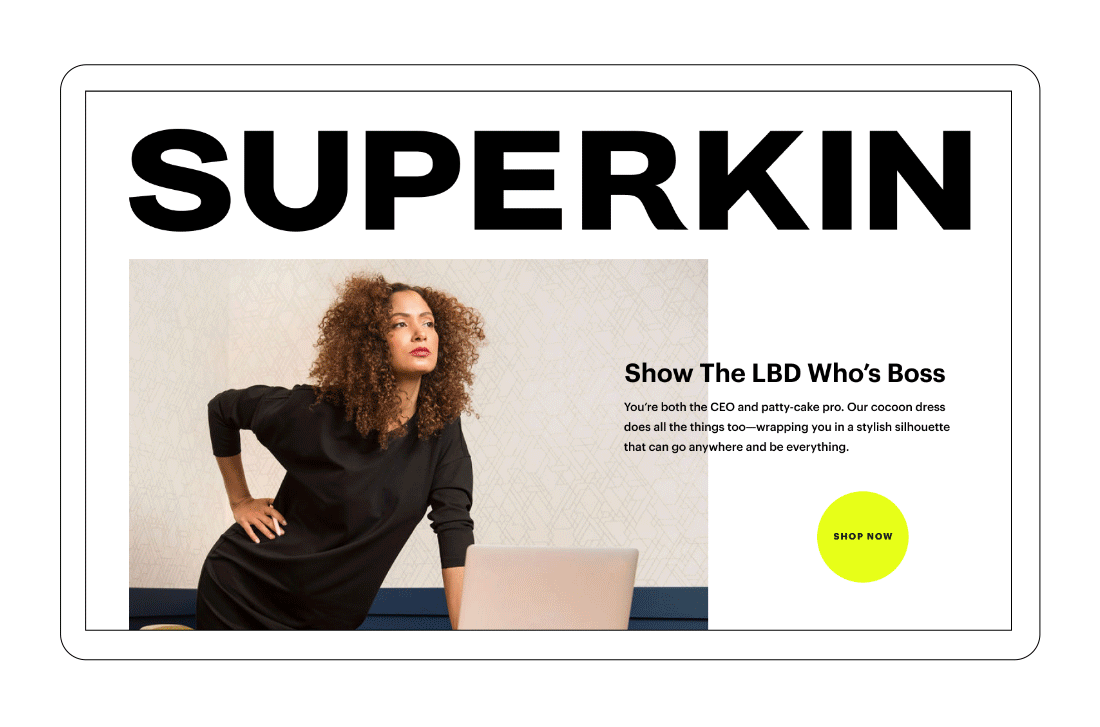 SUPERKIN
Show The LBD Who’s Boss
You’re both the CEO and patty-cake pro. Our cocoon dress
does all the things too—wrapping you in a stylish silhouette
that can go anywhere and be everything.
SHOP NOW